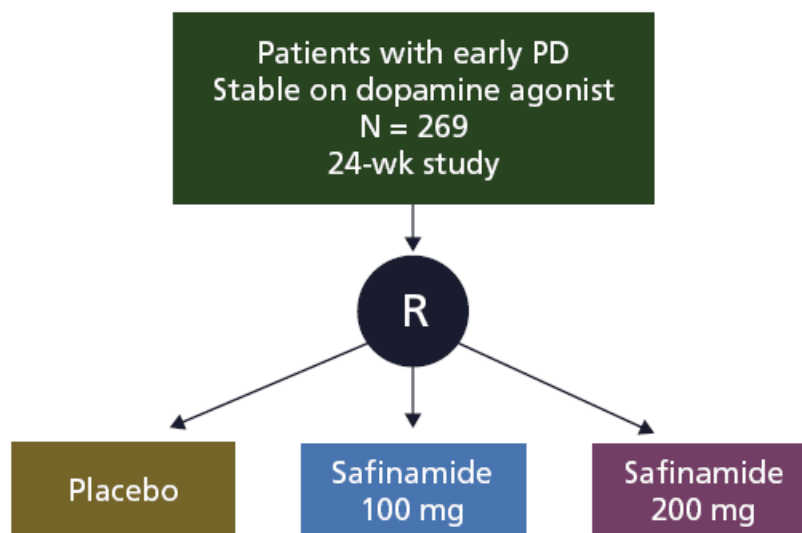 Patients with early PD
Stable on dopamine agonist
N = 269
24-wk study
R
Placebo
Safinamide
100 mg
Safinamide
200 mg